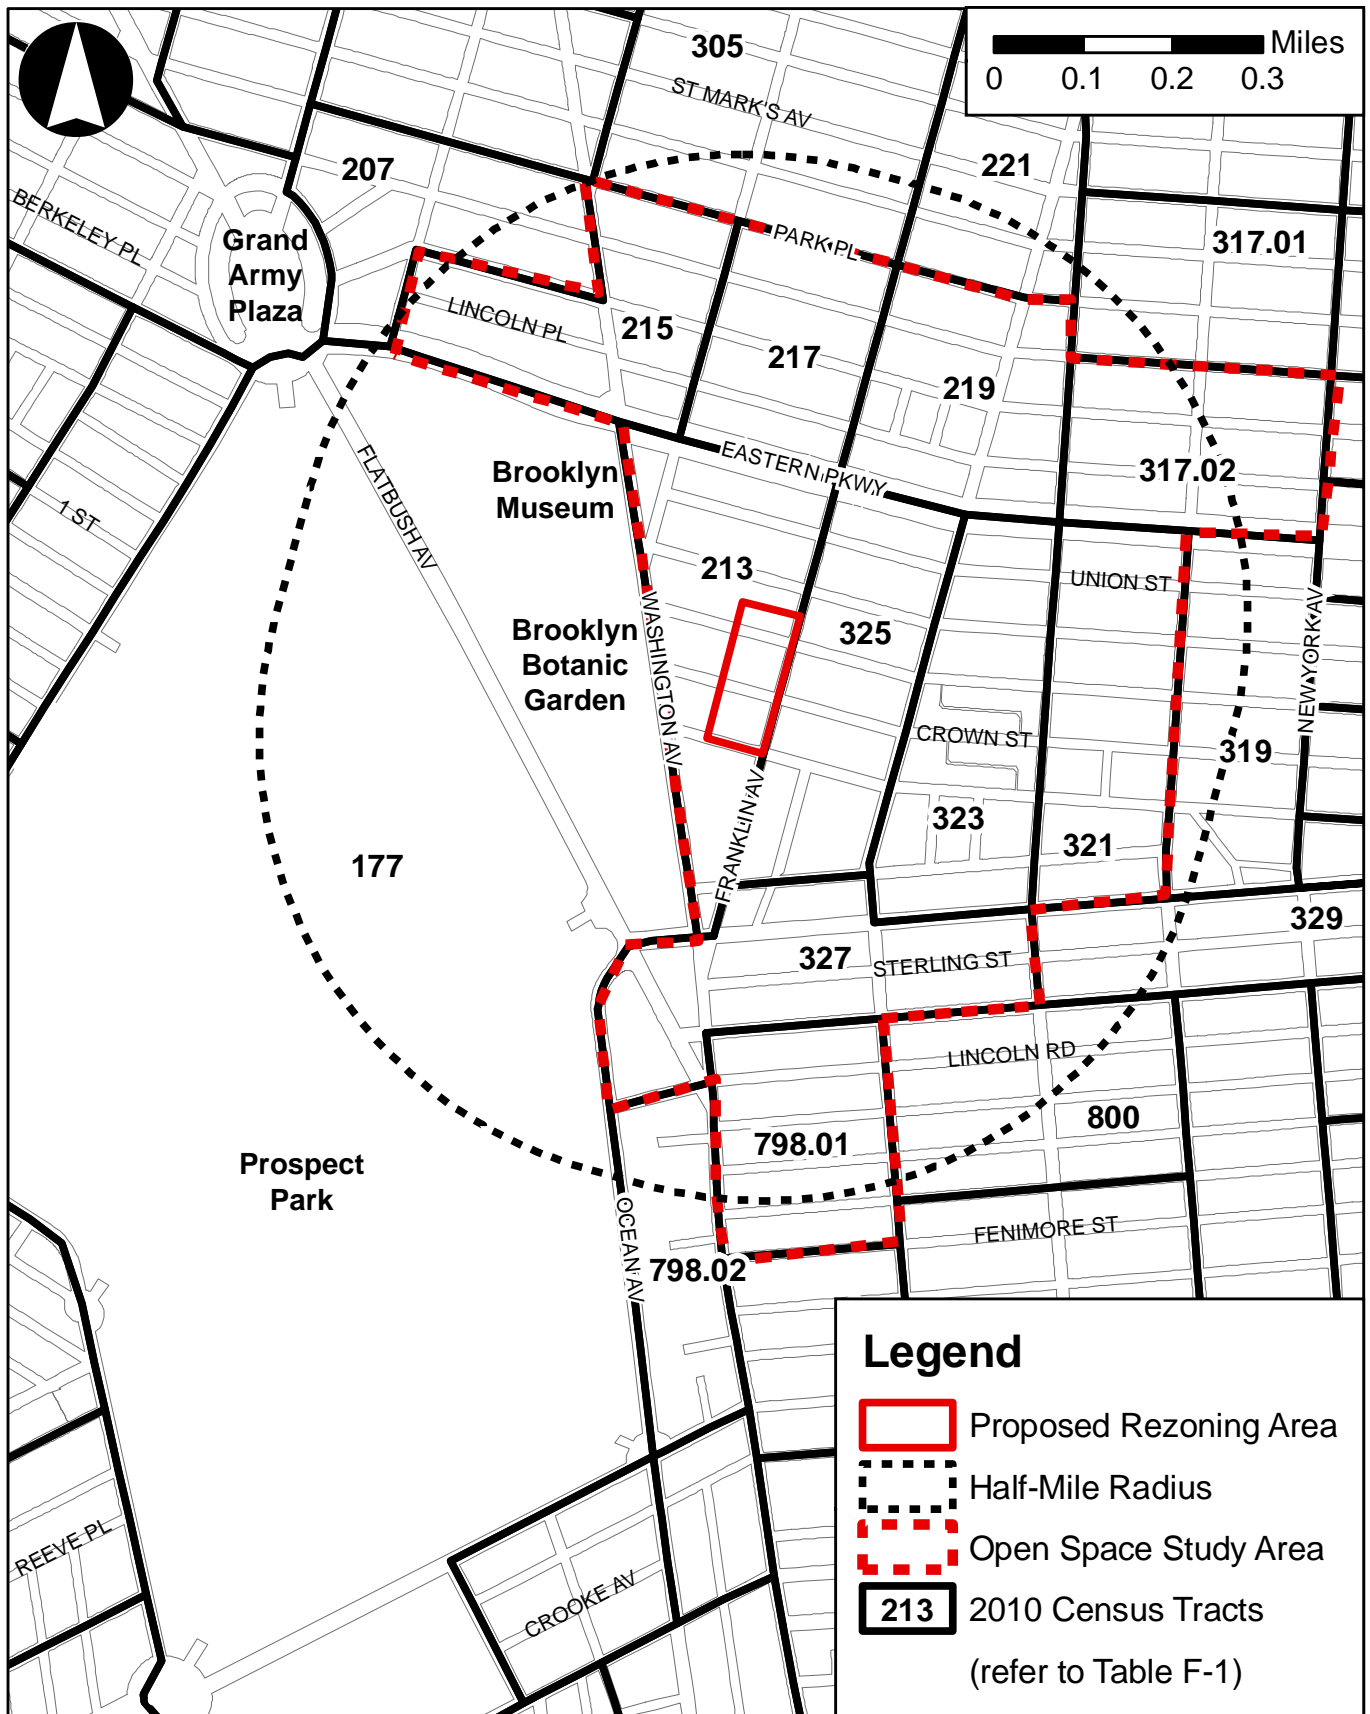 305
Miles
0 0.1 0.2 0.3
ST MARK'S AV
207
221
BERKELEY PL
Grand
Army
Plaza
PARK PL
317.01
LINCOLN PL
215
217
219
FLATBUSH AV
EASTERN PKWY
317.02
Brooklyn
Museum
1 ST
213
UNION ST
WASHINGTON AV
NEW YORK AV
Brooklyn
Botanic
Garden
325
CROWN ST
319
FRANKLIN AV
323
321
177
329
327
STERLING ST
LINCOLN RD
800
798.01
Prospect
Park
OCEAN AV
FENIMORE ST
798.02
REEVE PL
CROOKE AV
Legend
Proposed Rezoning Area
Half-Mile Radius
Open Space Study Area
213 2010 Census Tracts
(refer to Table F-1)